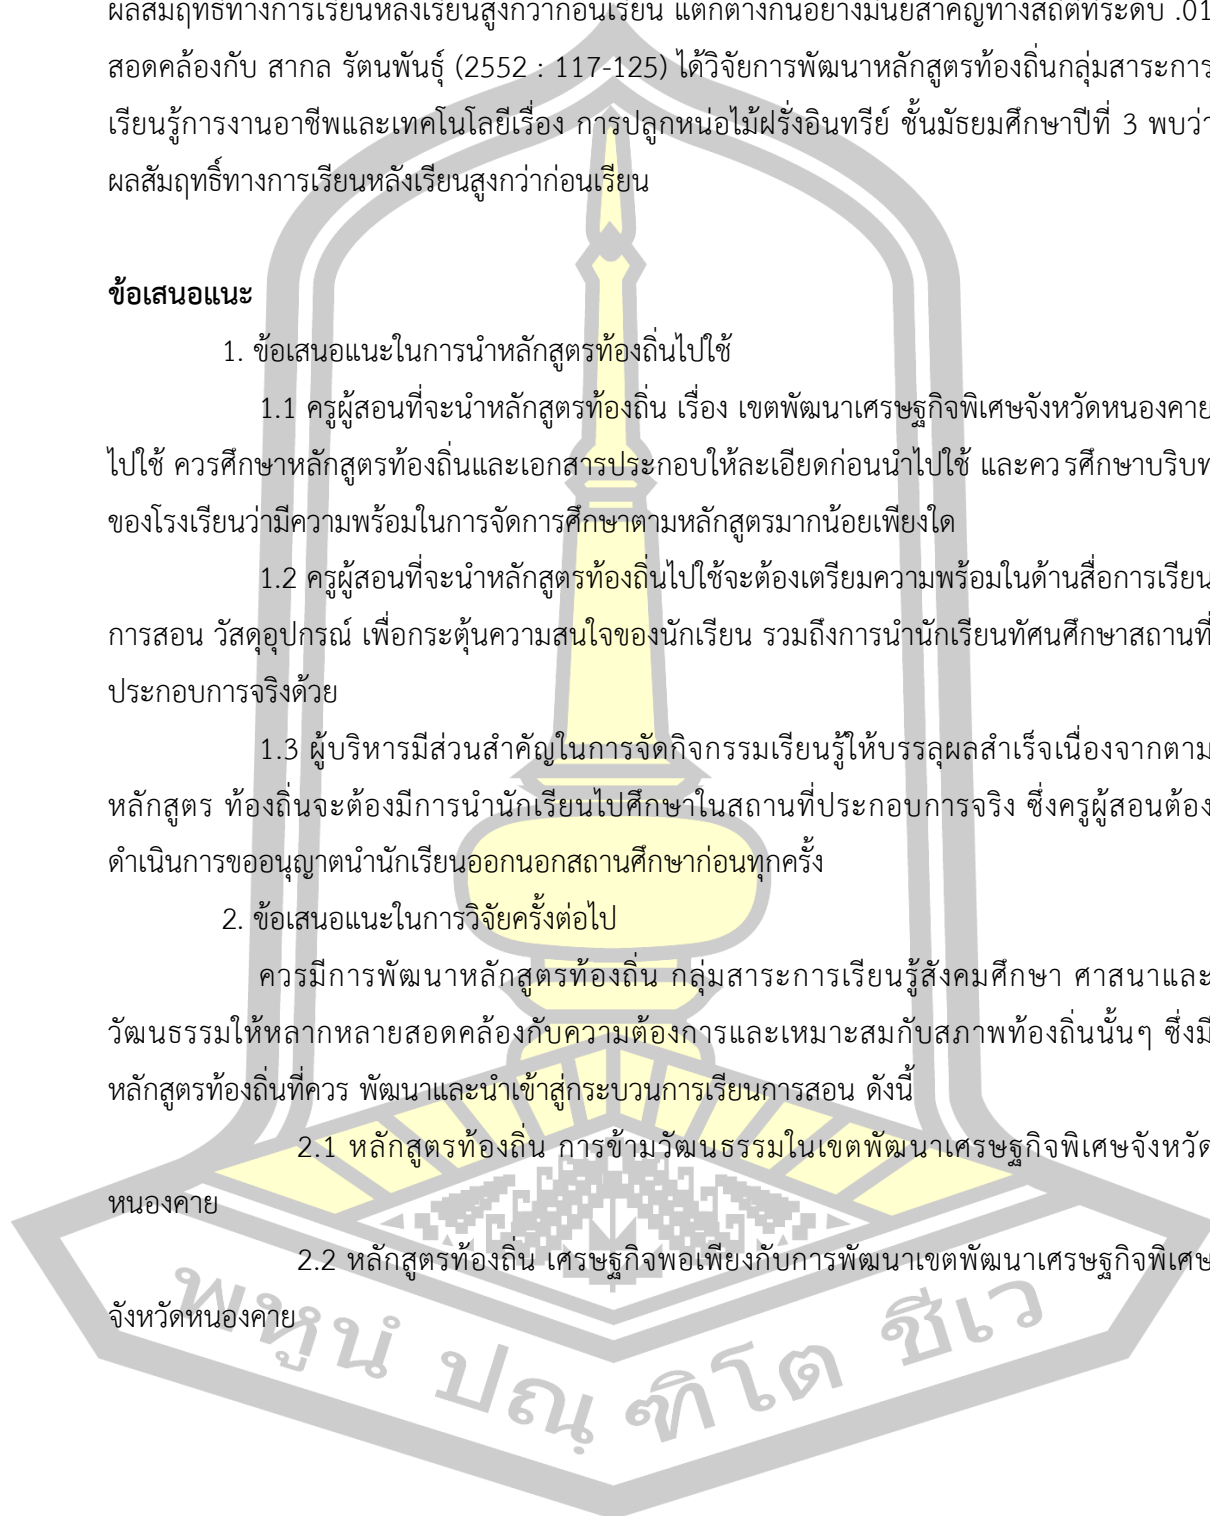 ผลสัมฤทธิ์ทางการเรียนหลังเรียนสูงกว่าก่อนเรียน แตกต่างกันอย่างมีนัยสำคัญทางสถิติที่ระดับ .01
สอดคล้องกับ สากล รัตนพันธุ์ (2552 : 117-125) ได้วิจัยการพัฒนาหลักสูตรท้องถิ่นกลุ่มสาระการ
เรียนรู้การงานอาชีพและเทคโนโลยีเรื่อง การปลูกหน่อไม้ฝรั่งอินทรีย์ ชั้นมัธยมศึกษาปีที่ 3 พบว่า
ผลสัมฤทธิ์ทางการเรียนหลังเรียนสูงกว่าก่อนเรียน
ข้อเสนอแนะ
1. ข้อเสนอแนะในการนำหลักสูตรท้องถิ่นไปใช้
1.1 ครูผู้สอนที่จะนำหลักสูตรท้องถิ่น เรื่อง เขตพัฒนาเศรษฐกิจพิเศษจังหวัดหนองคาย
ไปใช้ ควรศึกษาหลักสูตรท้องถิ่นและเอกสารประกอบให้ละเอียดก่อนนำไปใช้ และควรศึกษาบริบท
ของโรงเรียนว่ามีความพร้อมในการจัดการศึกษาตามหลักสูตรมากน้อยเพียงใด
1.2 ครูผู้สอนที่จะนำหลักสูตรท้องถิ่นไปใช้จะต้องเตรียมความพร้อมในด้านสื่อการเรียน
การสอน วัสดุอุปกรณ์ เพื่อกระตุ้นความสนใจของนักเรียน รวมถึงการนำนักเรียนทัศนศึกษาสถานที่
ประกอบการจริงด้วย
1.3 ผู้บริหารมีส่วนสำคัญในการจัดกิจกรรมเรียนรู้ให้บรรลุผลสำเร็จเนื่องจากตาม
หลักสูตร ท้องถิ่นจะต้องมีการนำนักเรียนไปศึกษาในสถานที่ประกอบการจริง ซึ่งครูผู้สอนต้อง
ดำเนินการขออนุญาตนำนักเรียนออกนอกสถานศึกษาก่อนทุกครั้ง
2. ข้อเสนอแนะในการวิจัยครั้งต่อไป
ควรมีการพัฒนาหลักสูตรท้องถิ่น กลุ่มสาระการเรียนรู้สังคมศึกษา ศาสนาและ
วัฒนธรรมให้หลากหลายสอดคล้องกับความต้องการและเหมาะสมกับสภาพท้องถิ่นนั้นๆ ซึ่งมี
หลักสูตรท้องถิ่นที่ควร พัฒนาและนำเข้าสู่กระบวนการเรียนการสอน ดังนี้
2.1 หลักสูตรท้องถิ่น การข้ามวัฒนธรรมในเขตพัฒนาเศรษฐกิจพิเศษจังหวัด
หนองคาย
2.2 หลักสูตรท้องถิ่น เศรษฐกิจพอเพียงกับการพัฒนาเขตพัฒนาเศรษฐกิจพิเศษ
จังหวัดหนองคาย
พหูนํ ปณฺฑิโต ชีเว